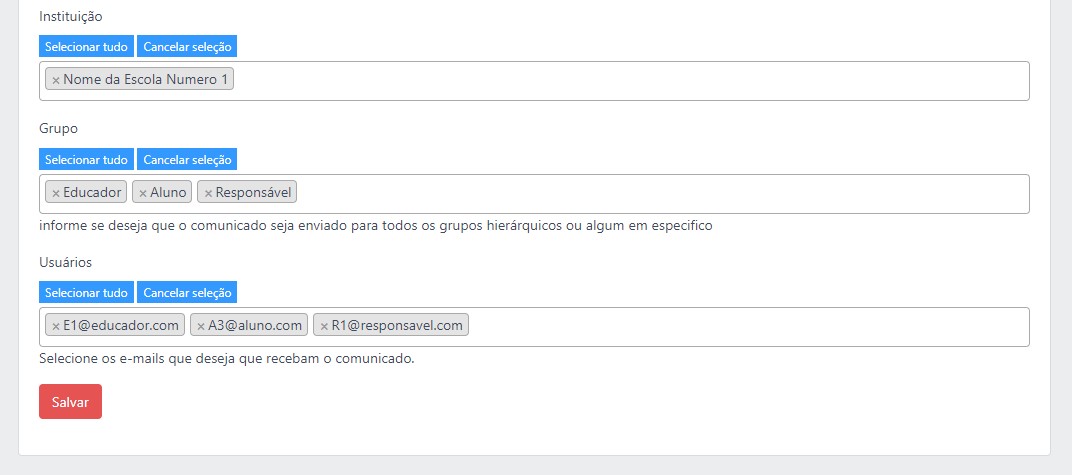 Instituição
Selecionar tudo Cancelar seleção
× Nome da Escola Numero 1
Grupo
Selecionar tudo Cancelar seleção
× Educador × Aluno × Responsável
informe se deseja que o comunicado seja enviado para todos os grupos hierárquicos ou algum em especifico
Usuários
Selecionar tudo Cancelar seleção
× E1@educador.com × A3@aluno.com × R1@responsavel.com
Selecione os e-mails que deseja que recebam o comunicado.
Salvar